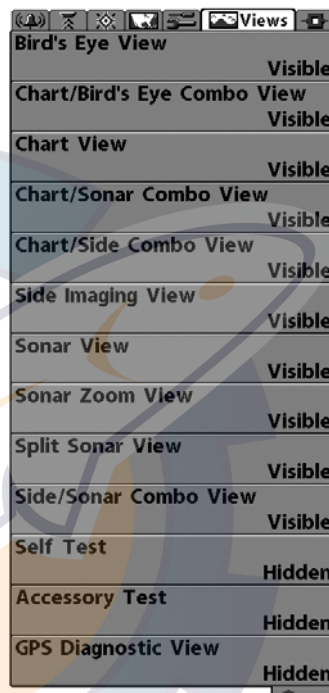 Views
Bird's Eye View
Visible
Chart/Bird's Eye Combo View
Visible
Chart View
Visible
Chart/Sonar Combo View
Visible
Chart/Side Combo View
Visible
Side Imaging View
Visible
Sonar View
Visible
Sonar Zoom View
Visible
Split Sonar View
Visible
Side/Sonar Combo View
Visible
Self Test
Hidden
Accessory Test
Hidden
GPS Diagnostic View
Hidden